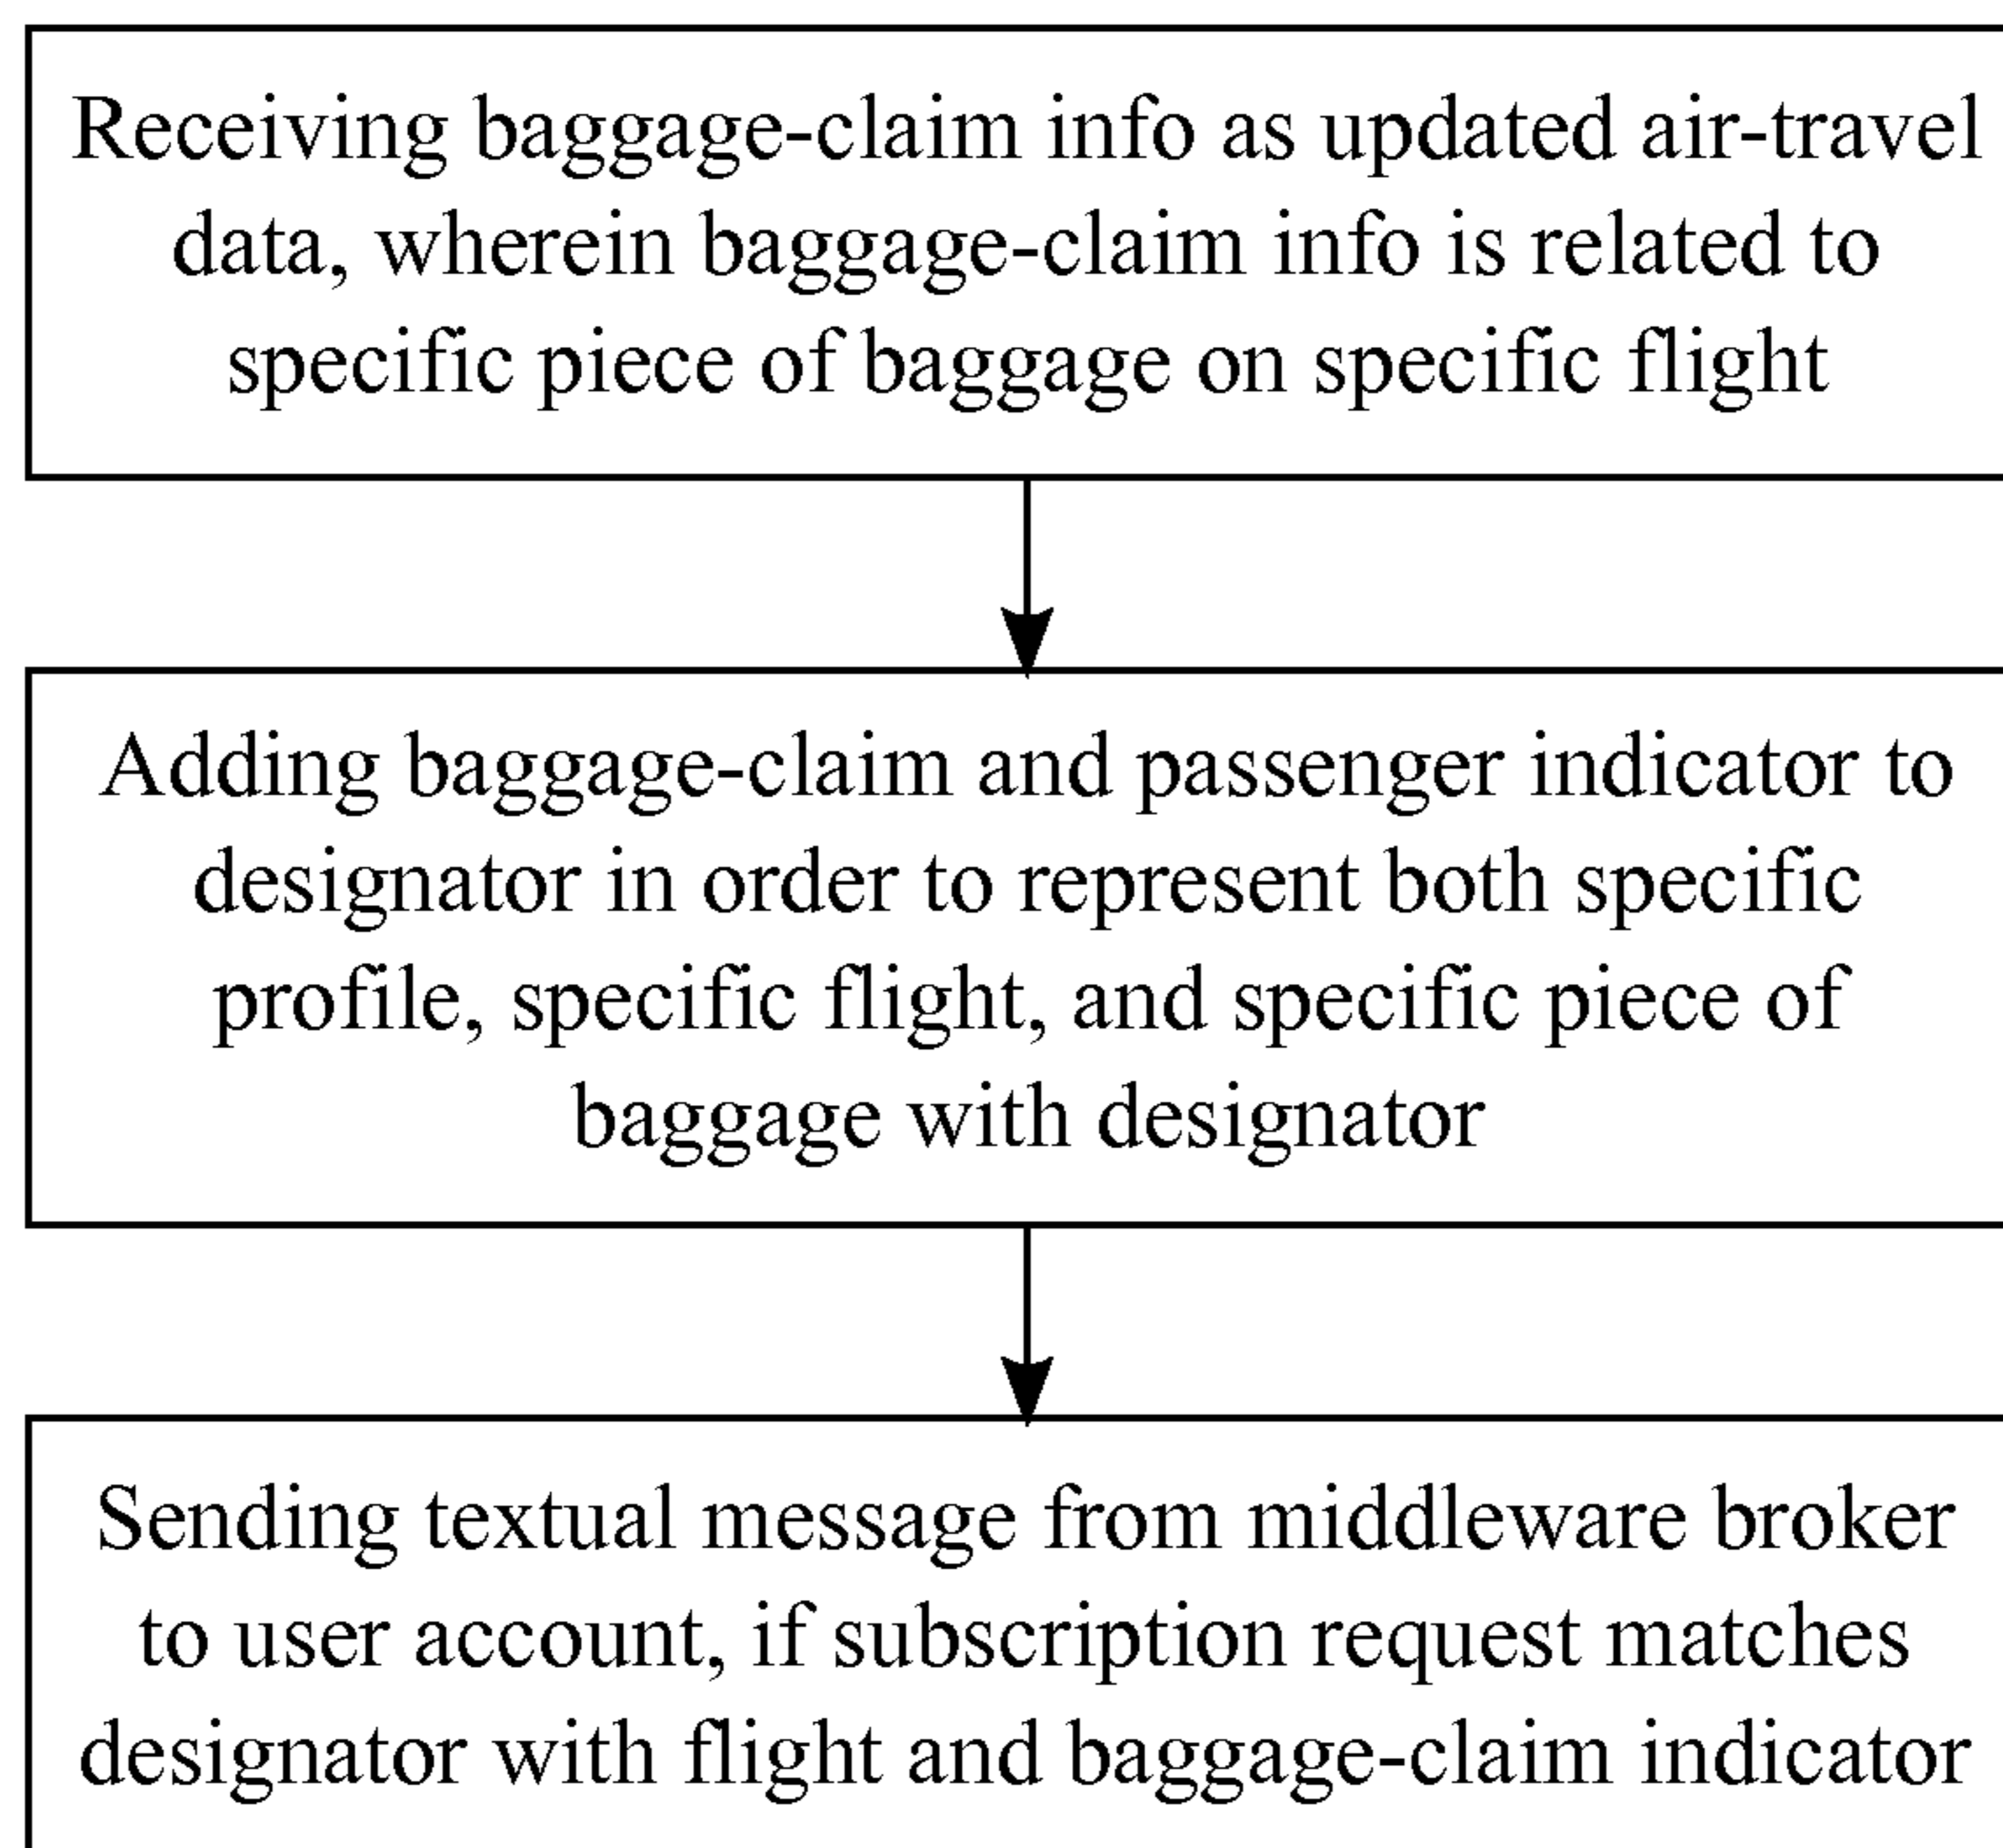 Receiving baggage-claim info as updated air-travel
data, wherein baggage-claim info is related to
specific piece of baggage on specific flight
Adding baggage-claim and passenger indicator to
designator in order to represent both specific
profile, specific flight, and specific piece of
baggage with designator
Sending textual message from middleware broker
to user account, if subscription request matches
designator with flight and baggage-claim indicator